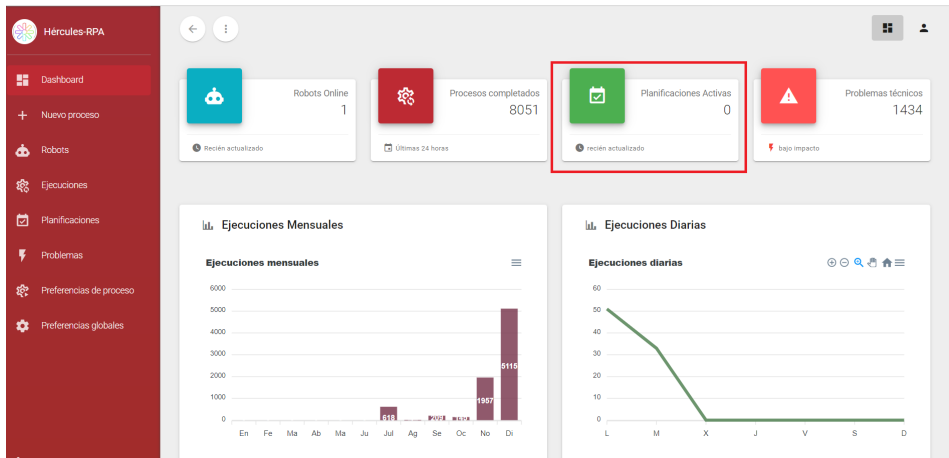 Hércules-RPA
Dashboard
Nuevo proceso
Robots
Ejecuciones
Planificaciones
Problemas
Preferencias de proceso
Preferencias globales
Robots Online
1
Recién actualizado
Procesos completados
8051
Últimas 24 horas
Planificaciones Activas
0
recién actualizado
Problemas técnicos
1434
bajo impacto
Ejecuciones Mensuales
Ejecuciones mensuales
6000
5000
4000
3000
2000
1000
0
618
1957
5115
En Fe Ma Ab Ma Ju Jul Ag Se Oc No Di
Ejecuciones Diarias
Ejecuciones diarias
60
50
40
30
20
10
0
L M X J V S D